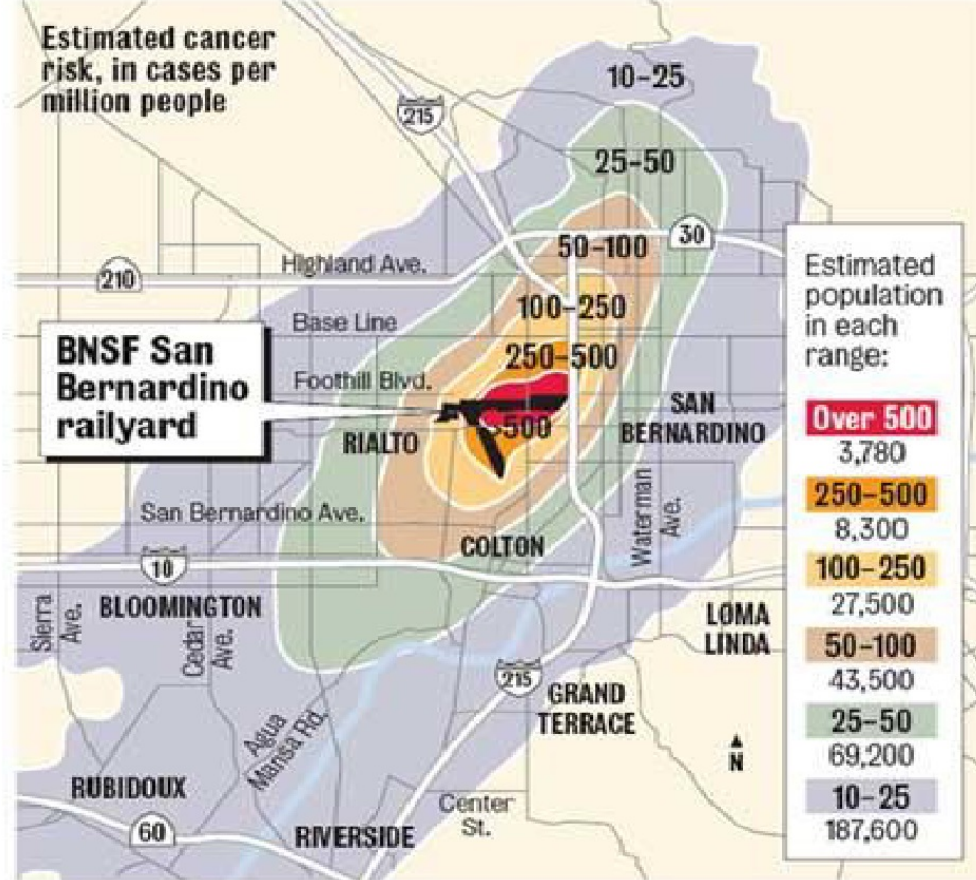 Estimated cancer
risk, in cases per
million people
10-25
215
25-50
30
50-100
Highland Ave.
210
100-250
Base Line
BNSF San
Bernardino
railyard
250-500
Foothill Blvd.
>500
RIALTO
SAN
BERNARDINO
San Bernardino Ave.
Waterman
Ave.
COLTON
10
BLOOMINGTON
Sierra
Ave.
Cedar
Ave.
LOMA
LINDA
215
GRAND
TERRACE
Agua
Mansa Rd.
N
RUBIDOUX
Center
St.
60
RIVERSIDE
Estimated
population
in each
range:
Over 500
3,780
250-500
8,300
100-250
27,500
50-100
43,500
25-50
69,200
10-25
187,600